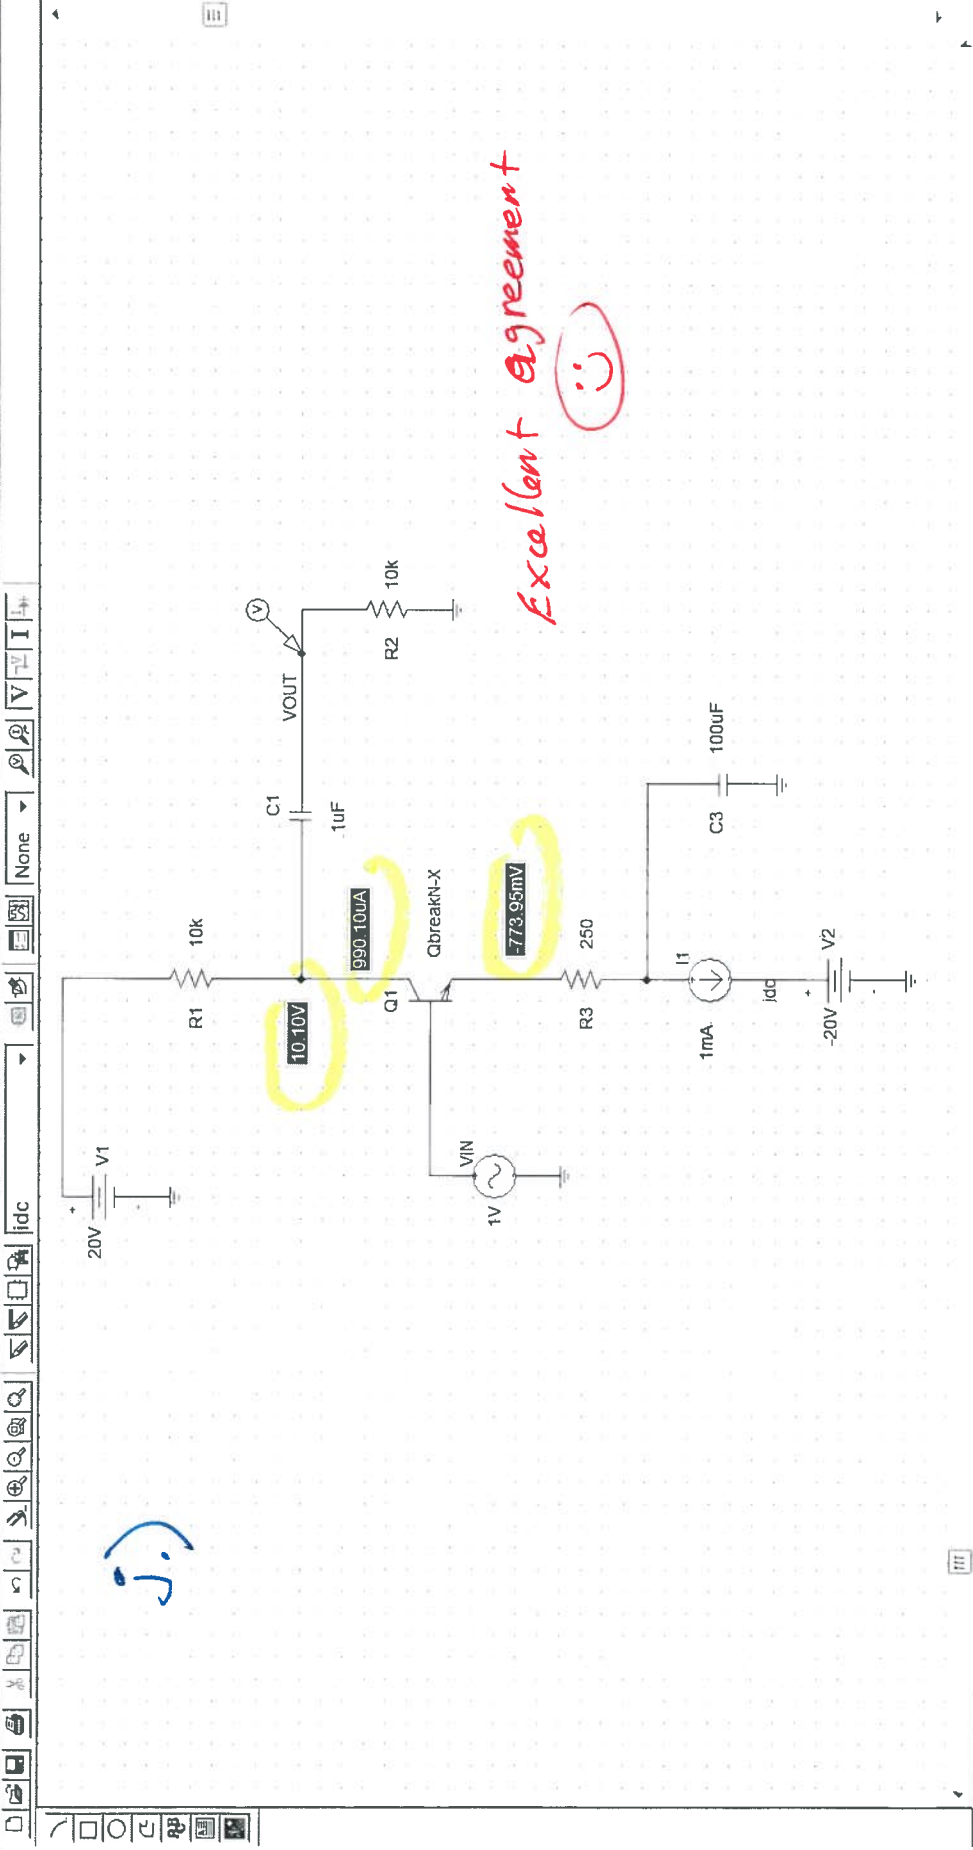 idc
None
V
I
j.)
20V
V1
R1
10k
10.10V
990.10uA
C1
.1uF
VOUT
V
R2
10k
Q1
QbreakN-X
VIN
1V
-773.95mV
R3
250
I1
1mA
idc
C3
100uF
V2
-20V
Excellent agreement